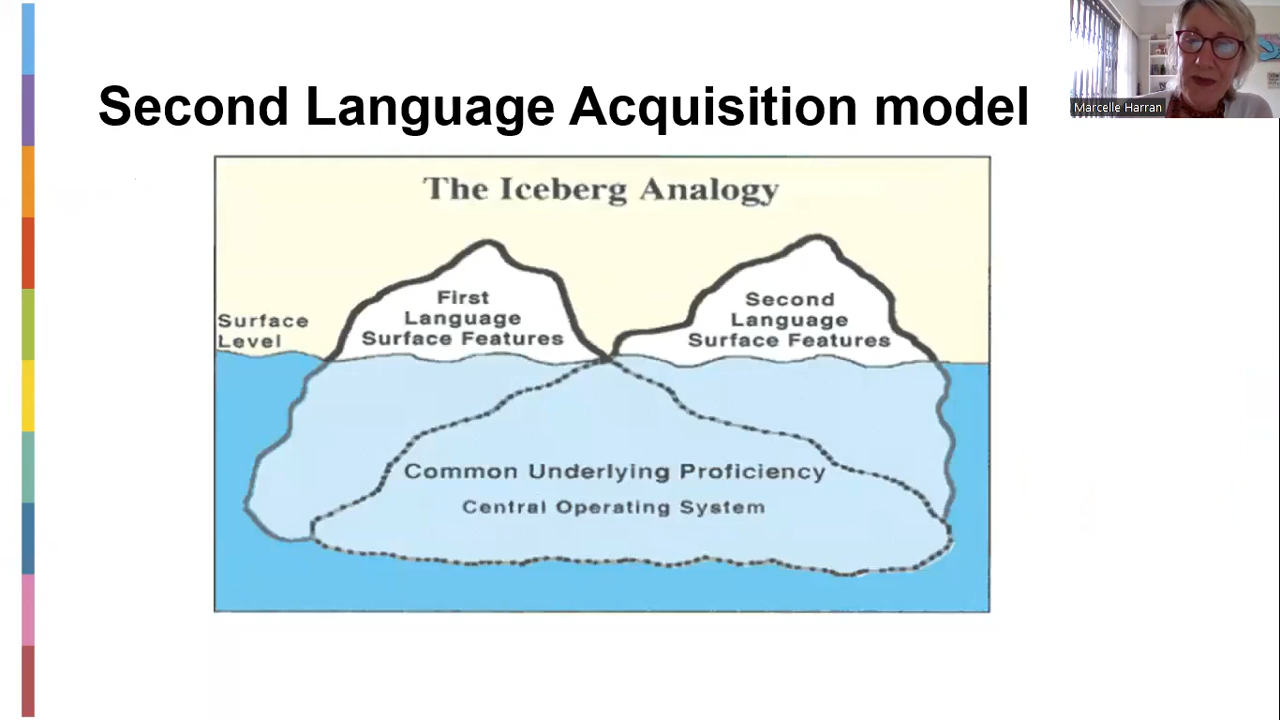 Second Language Acquisition model
Marcelle Harran
The Iceberg Analogy
First
Language
Surface Features
Second
Language
Surface Features
Surface
Level
Common Underlying Proficiency
Central Operating System